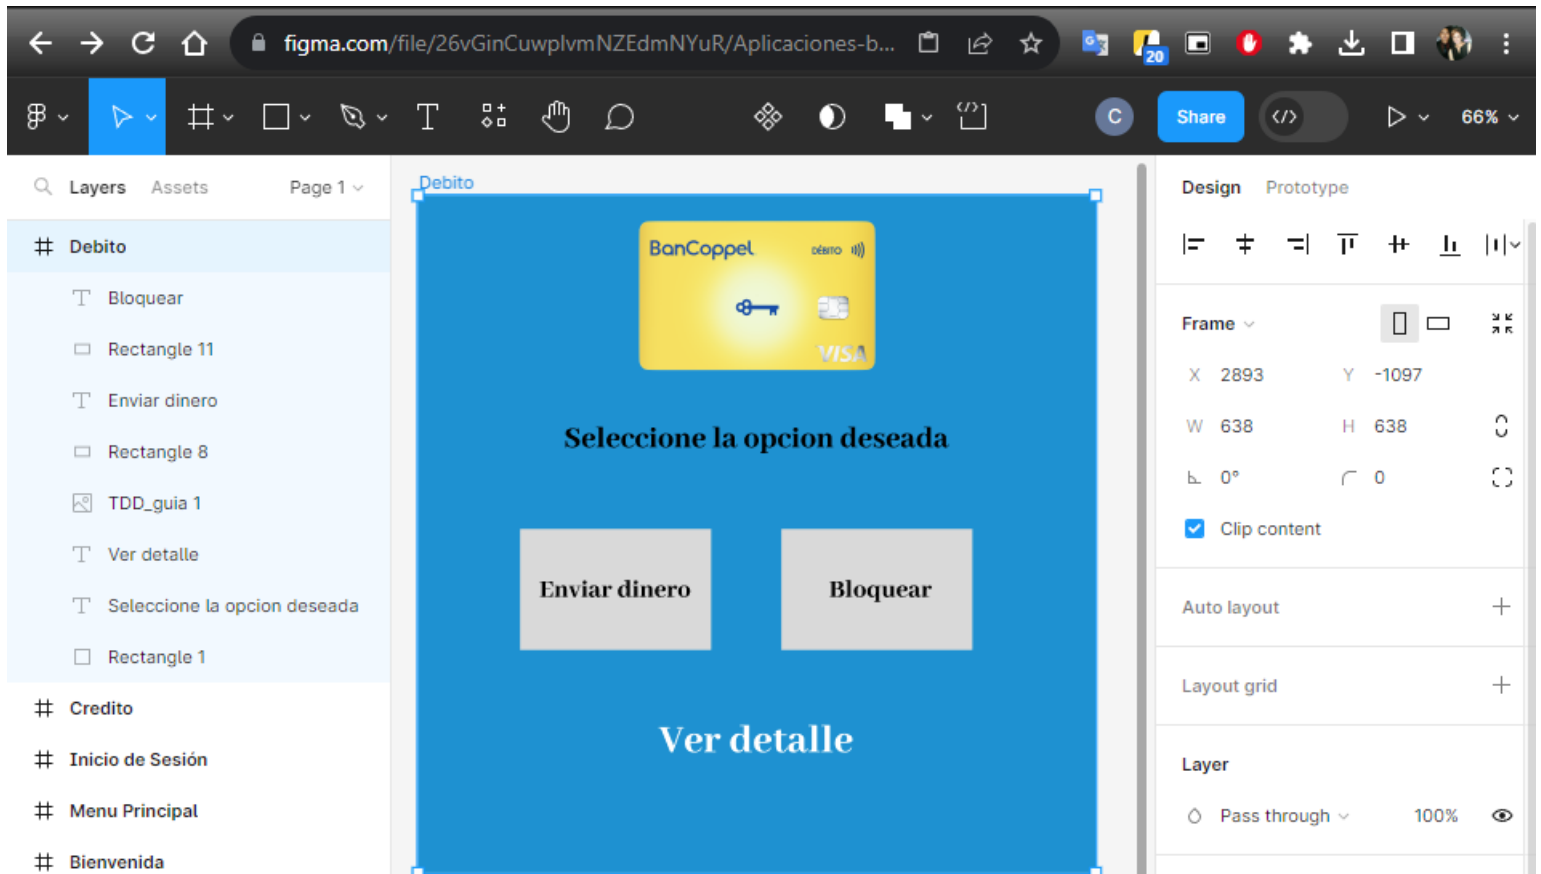 figma.com/file/26vGinCuwplvmNZEdmNYuR/Aplicaciones-b...
20
C
Share
66%
Layers
Assets
Page 1
Debito
Bloquear
Rectangle 11
Enviar dinero
Rectangle 8
TDD_guia 1
Ver detalle
Seleccione la opcion deseada
Rectangle 1
Credito
Inicio de Sesión
Menu Principal
Bienvenida
Debito
BanCoppel
DÉBITO
VISA
Seleccione la opcion deseada
Enviar dinero
Bloquear
Ver detalle
Design
Prototype
Frame
X 2893 Y -1097
W 638 H 638
0° 0
Clip content
Auto layout
Layout grid
Layer
Pass through 100%